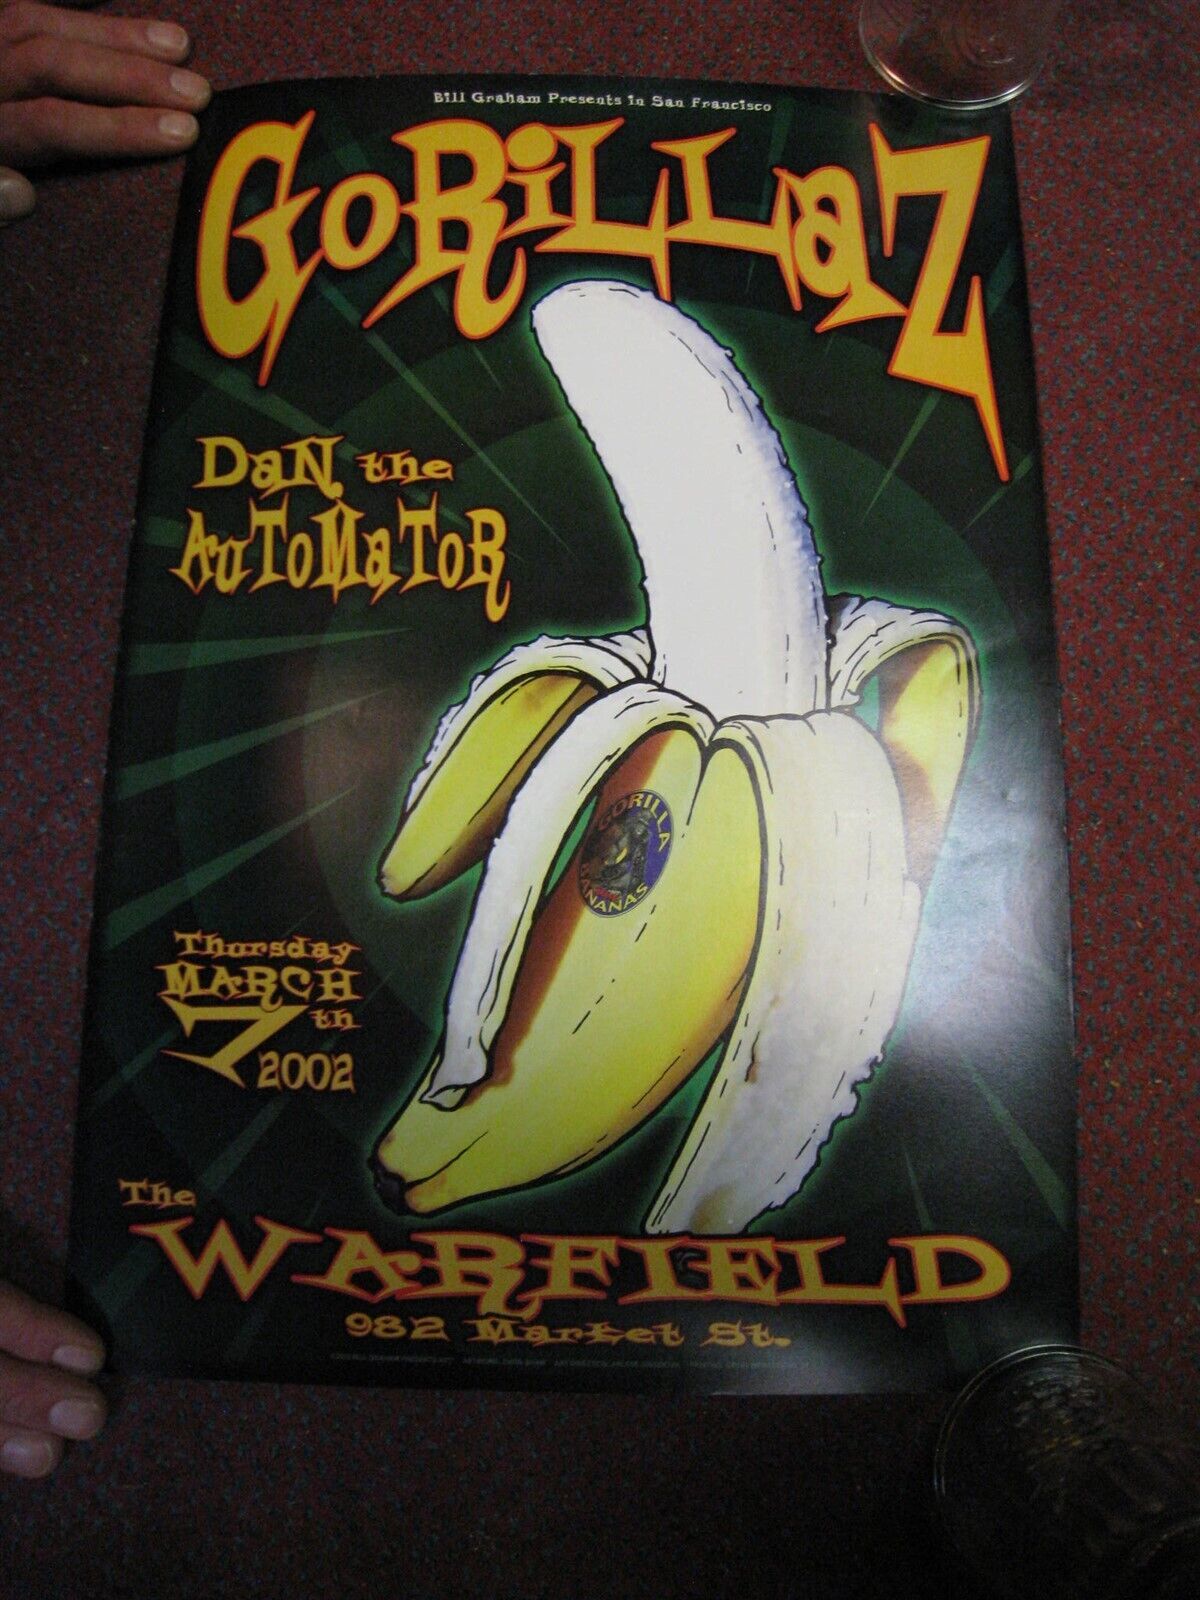 Bill Graham Presents in San Francisco
GoRiLLaZ
DaN the
AuToMaToR
GORILLA
BANANAS
Thursday
MARCH
7th
2002
The
WARFIELD
982 Market St.